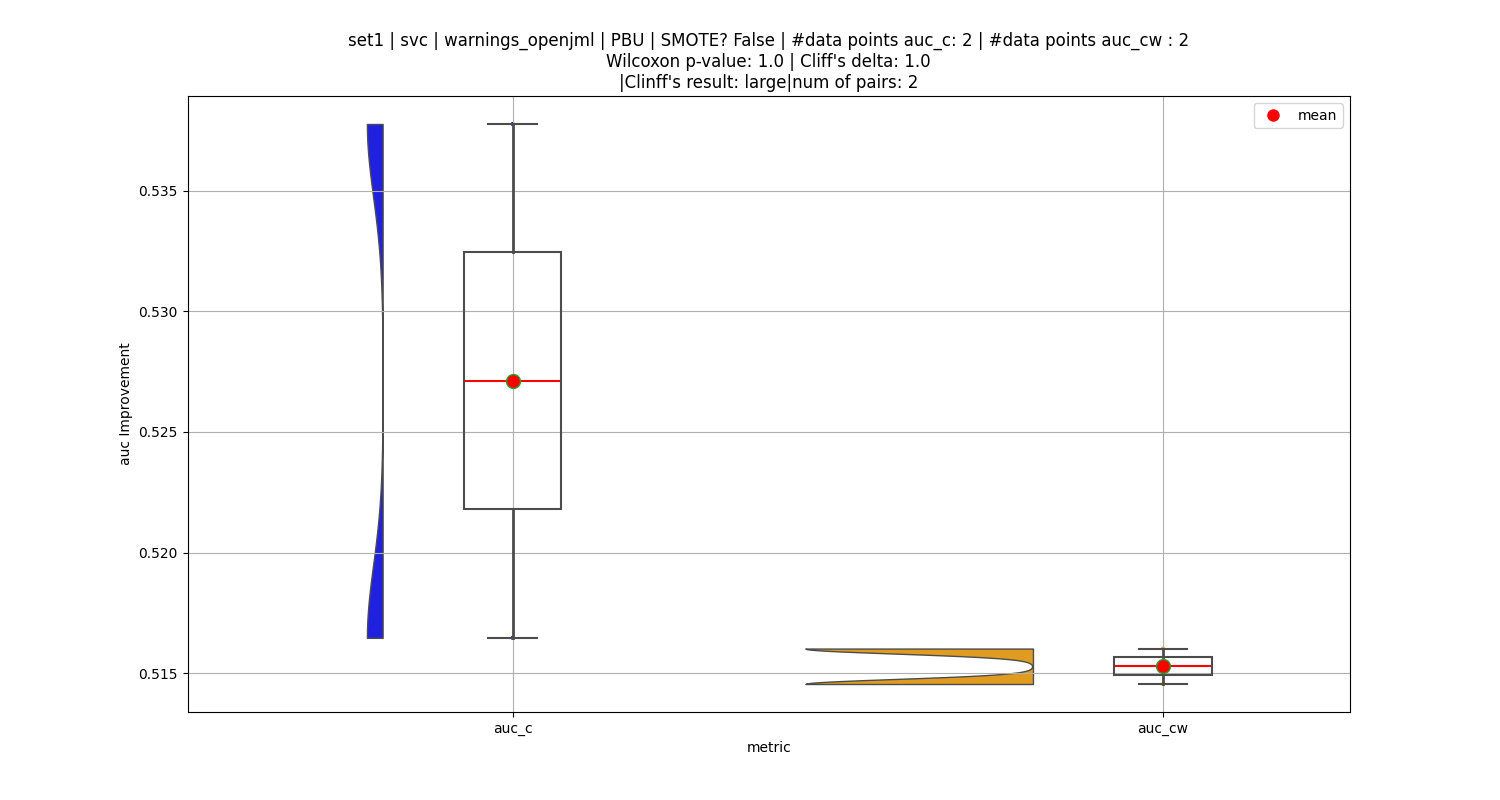 set1 | svc | warnings_openjml | PBU | SMOTE? False | #data points auc_c: 2 | #data points auc_cw : 2
Wilcoxon p-value: 1.0 | Cliff's delta: 1.0
|Clinff's result: large|num of pairs: 2
mean
0.535
0.530
0.525
0.520
0.515
auc Improvement
auc_c
auc_cw
metric